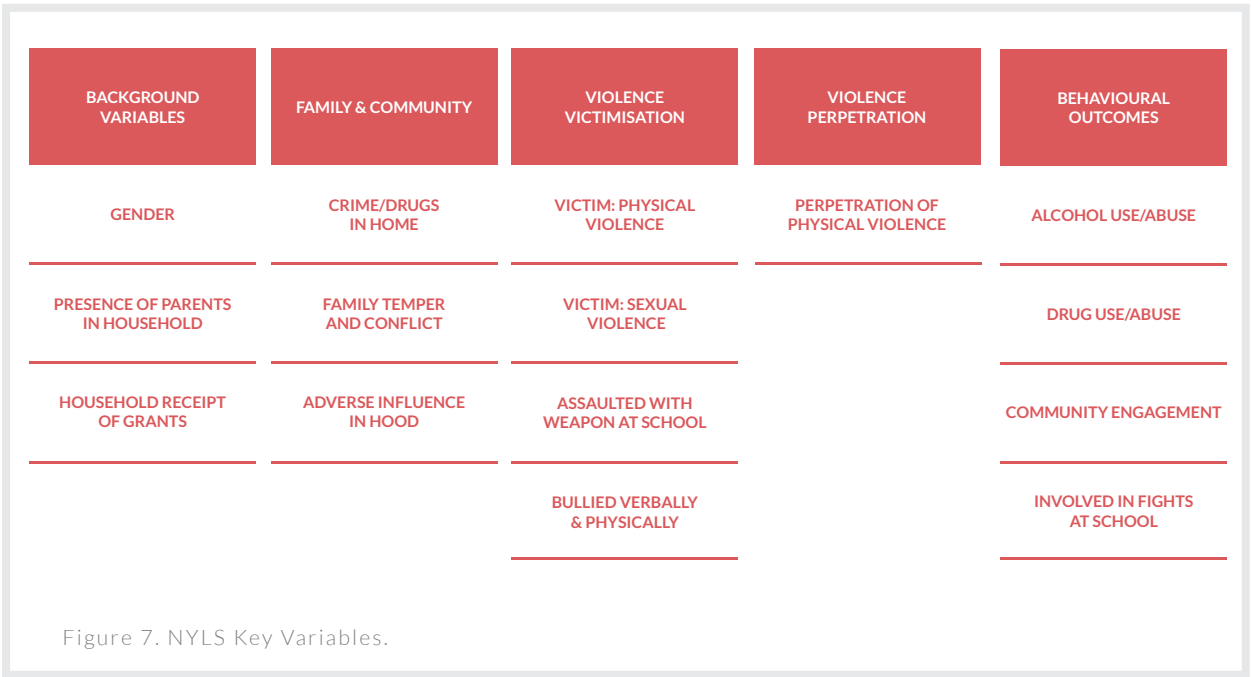 BACKGROUND
VARIABLES
GENDER
PRESENCE OF PARENTS
IN HOUSEHOLD
HOUSEHOLD RECEIPT
OF GRANTS
FAMILY & COMMUNITY
CRIME/DRUGS
IN HOME
FAMILY TEMPER
AND CONFLICT
ADVERSE INFLUENCE
IN HOOD
VIOLENCE
VICTIMISATION
VICTIM: PHYSICAL
VIOLENCE
VICTIM: SEXUAL
VIOLENCE
ASSAULTED WITH
WEAPON AT SCHOOL
BULLIED VERBALLY
& PHYSICALLY
VIOLENCE
PERPETRATION
PERPETRATION OF
PHYSICAL VIOLENCE
BEHAVIOURAL
OUTCOMES
ALCOHOL USE/ABUSE
DRUG USE/ABUSE
COMMUNITY ENGAGEMENT
INVOLVED IN FIGHTS
AT SCHOOL
Figure 7. NYLS Key Variables.